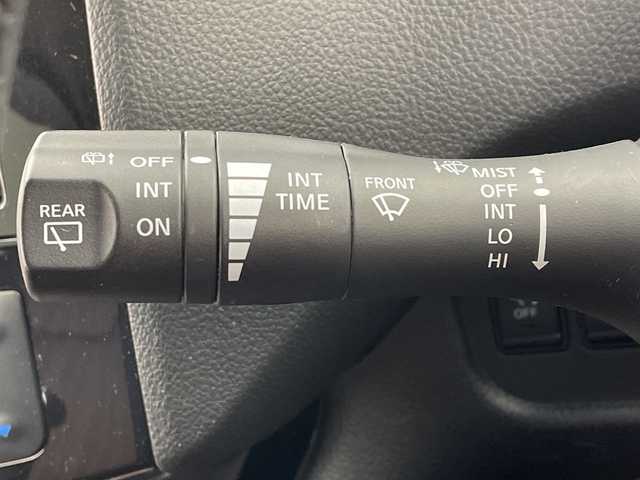 REAR
OFF
INT
ON
INT
TIME
FRONT
MIST
OFF
INT
LO
HI
OFF